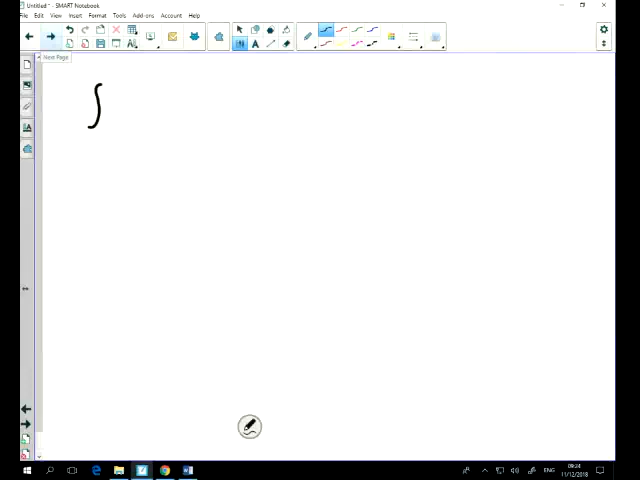 Untitled * - SMART Notebook
File Edit View Insert Format Tools Add-ons Account Help
Next Page
∫
ENG
09:24
11/12/2018